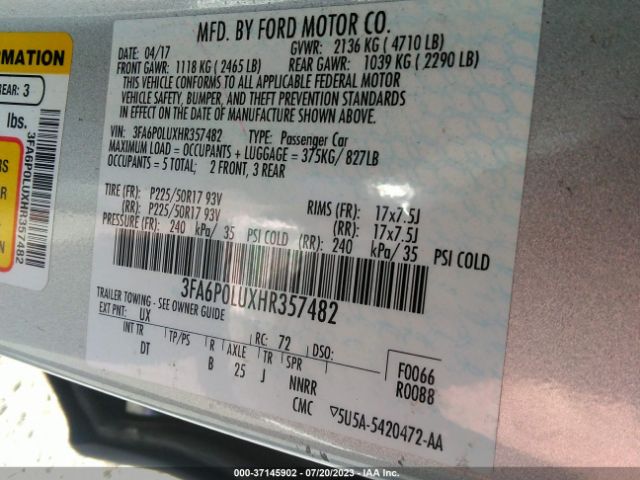 MFD. BY FORD MOTOR CO.
DATE: 04/17 GVWR: 2136 KG ( 4710 LB)
FRONT GAWR: 1118 KG ( 2465 LB) REAR GAWR: 1039 KG ( 2290 LB)
THIS VEHICLE CONFORMS TO ALL APPLICABLE FEDERAL MOTOR
VEHICLE SAFETY, BUMPER, AND THEFT PREVENTION STANDARDS
IN EFFECT ON THE DATE OF MANUFACTURE SHOWN ABOVE.
VIN: 3FA6P0LUXHR357482 TYPE: Passenger Car
MAXIMUM LOAD = OCCUPANTS + LUGGAGE = 375KG/ 827LB
OCCUPANTS = 5 TOTAL; 2 FRONT, 3 REAR
TIRE (FR): P225/50R17 93V RIMS (FR): 17x7.5J
(RR): P225/50R17 93V (RR): 17x7.5J
PRESSURE (FR): 240 kPa/ 35 PSI COLD (RR): 240 kPa/ 35 PSI COLD
3FA6P0LUXHR357482
TRAILER TOWING - SEE OWNER GUIDE
EXT PNT: UX RC: 72 DSO:
INT TR TP/PS R AXLE TR SPR
DT B 25 J NNRR
CMC
F0066
R0088
▽5U5A-5420472-AA
ORMATION
REAR: 3
lbs.
3FA6P0LUXHR357482
RS
R
N
000-37145902 - 07/20/2023 - IAA Inc.